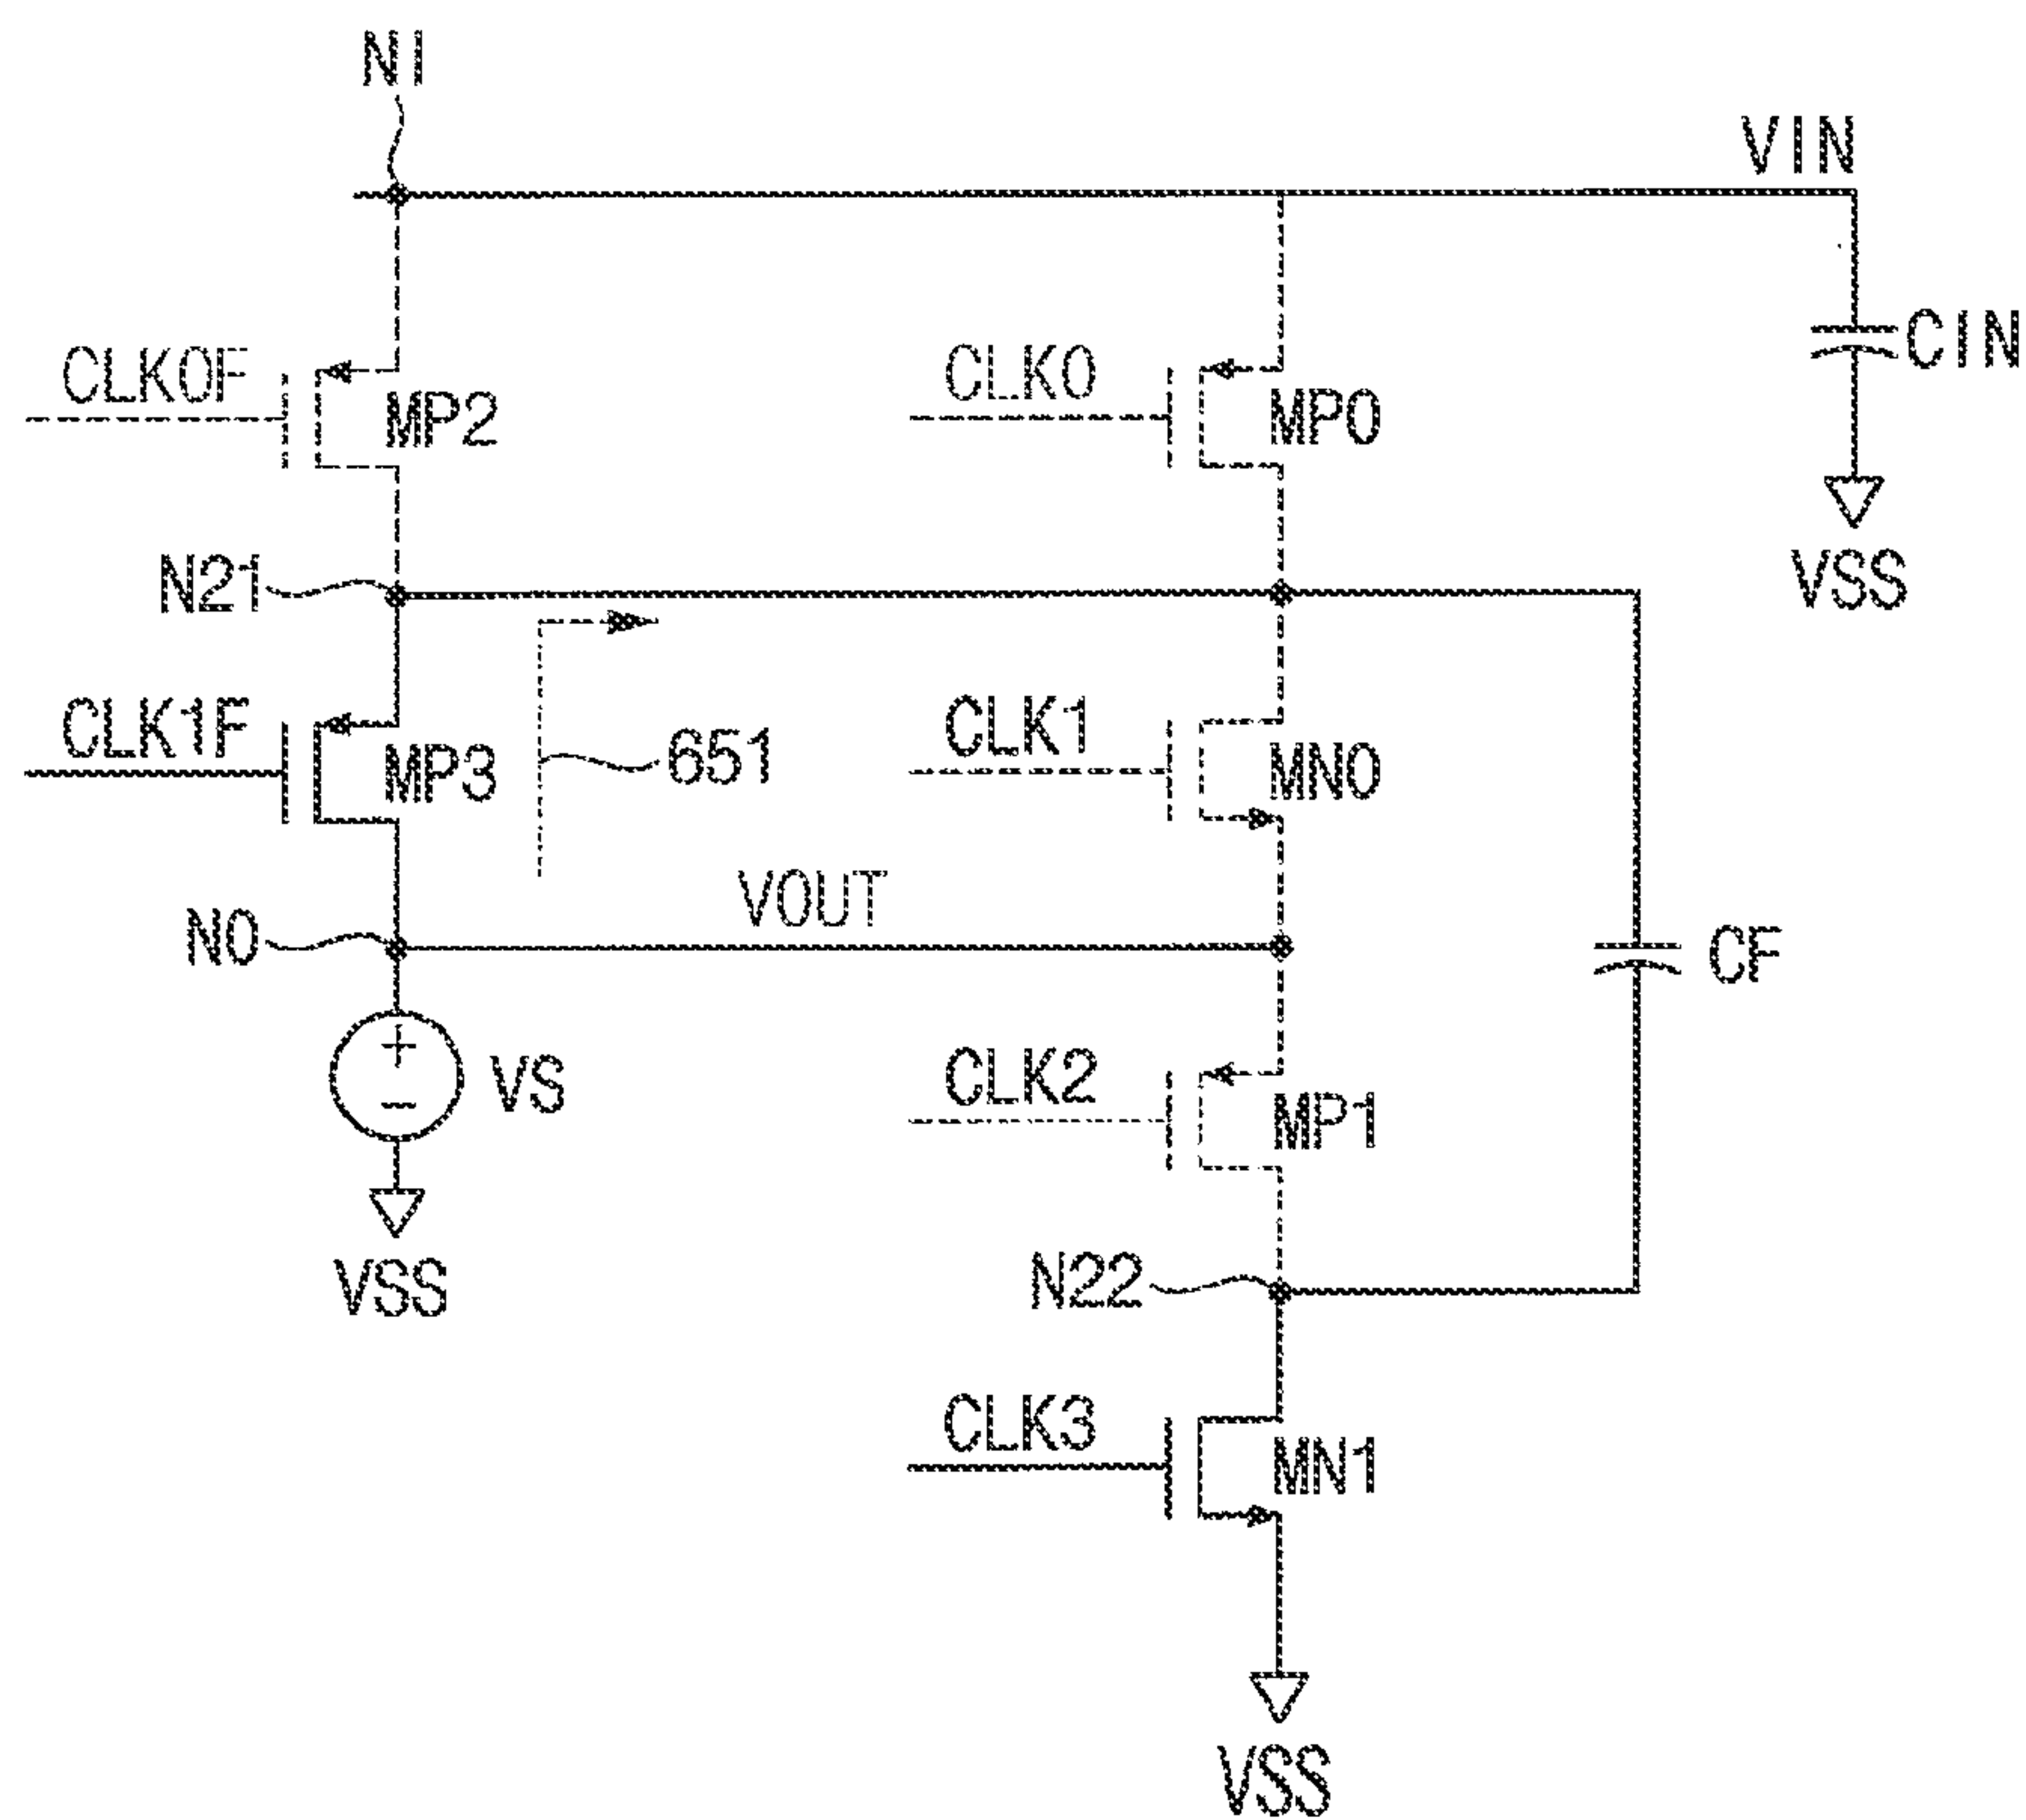 NI
VIN
CIN
VSS
CLK0F
MP2
CLK0
MP0
N21
CLK1F
MP3
651
CLK1
MN0
VOUT
NO
CF
VS
VSS
CLK2
MP1
N22
CLK3
MN1
VSS